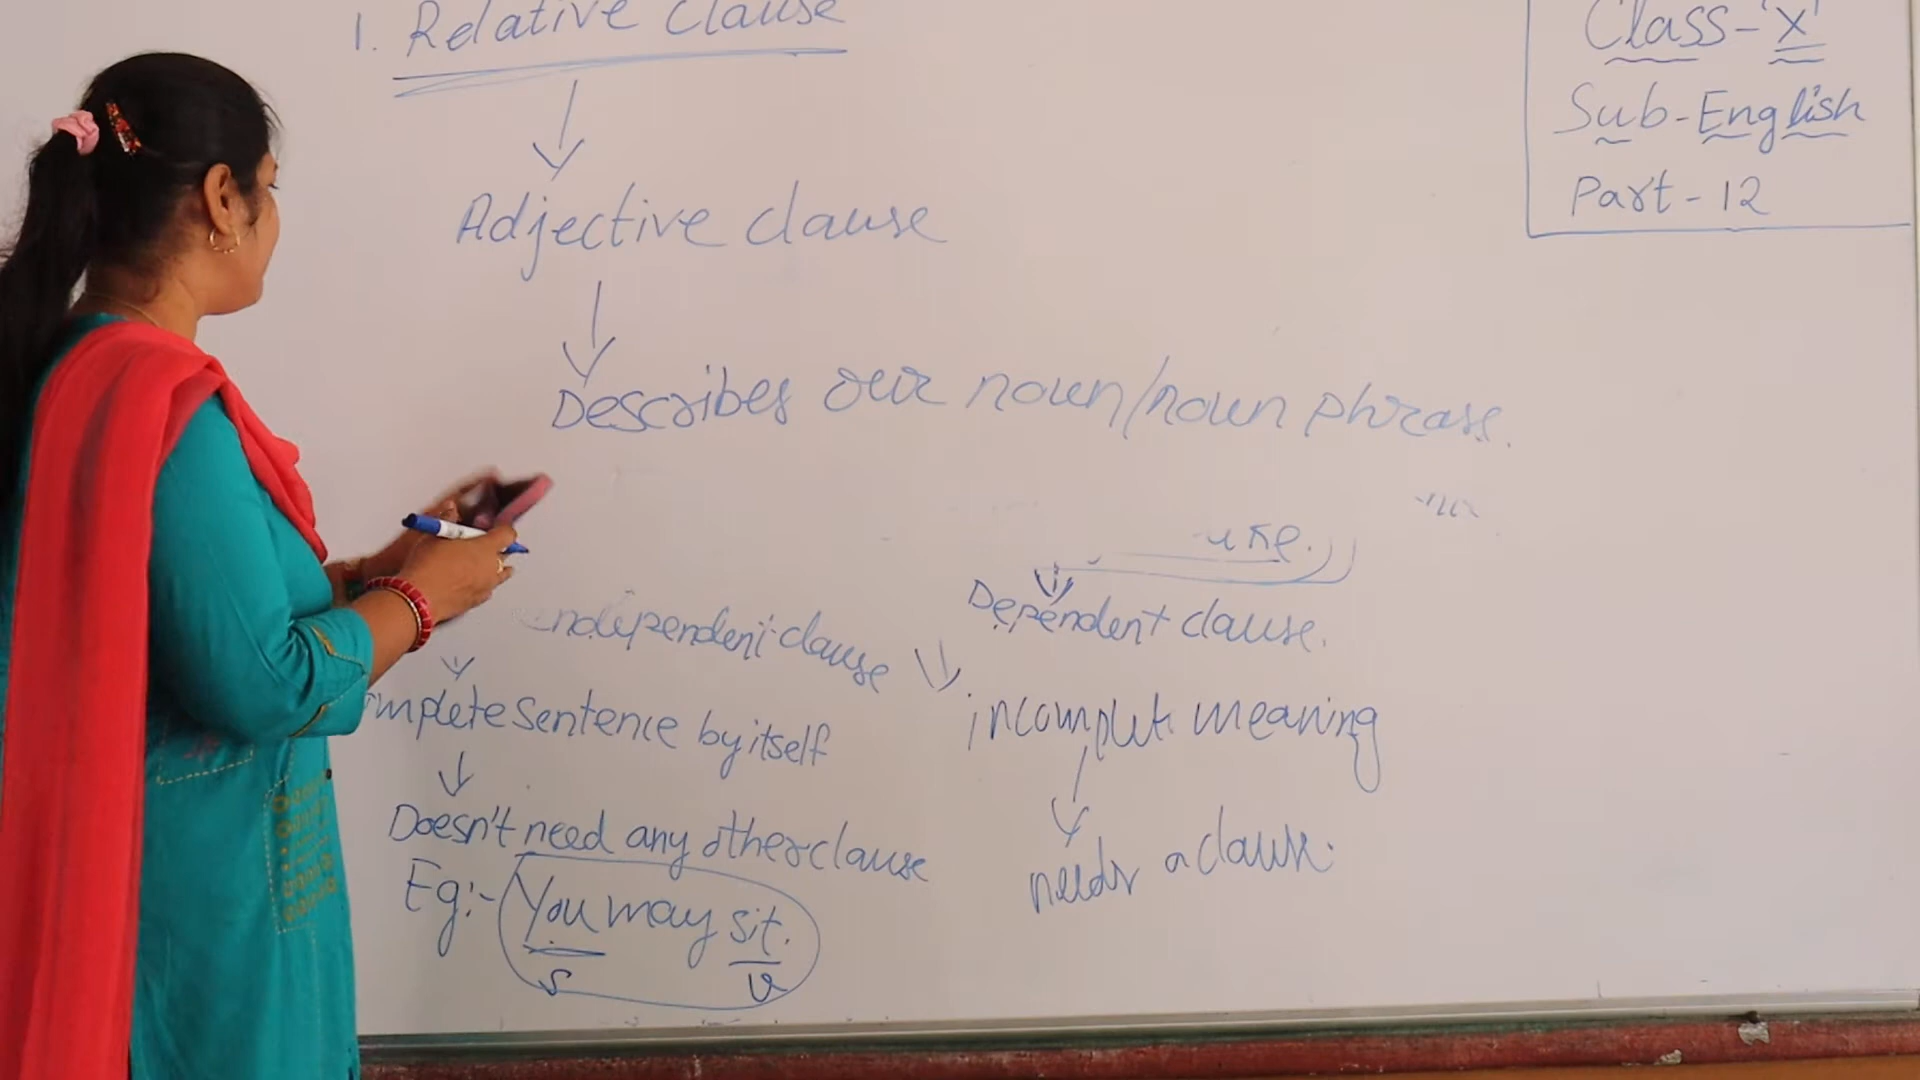 1. Relative Clause
Class-'X'
Sub-English
Part-12
Adjective clause
Describes our noun/noun phrase.
independent clause
Dependent clause.
complete sentence by itself
incomplete meaning
Doesn't need any other clause
needs a clause.
Eg:- You may sit.
S V